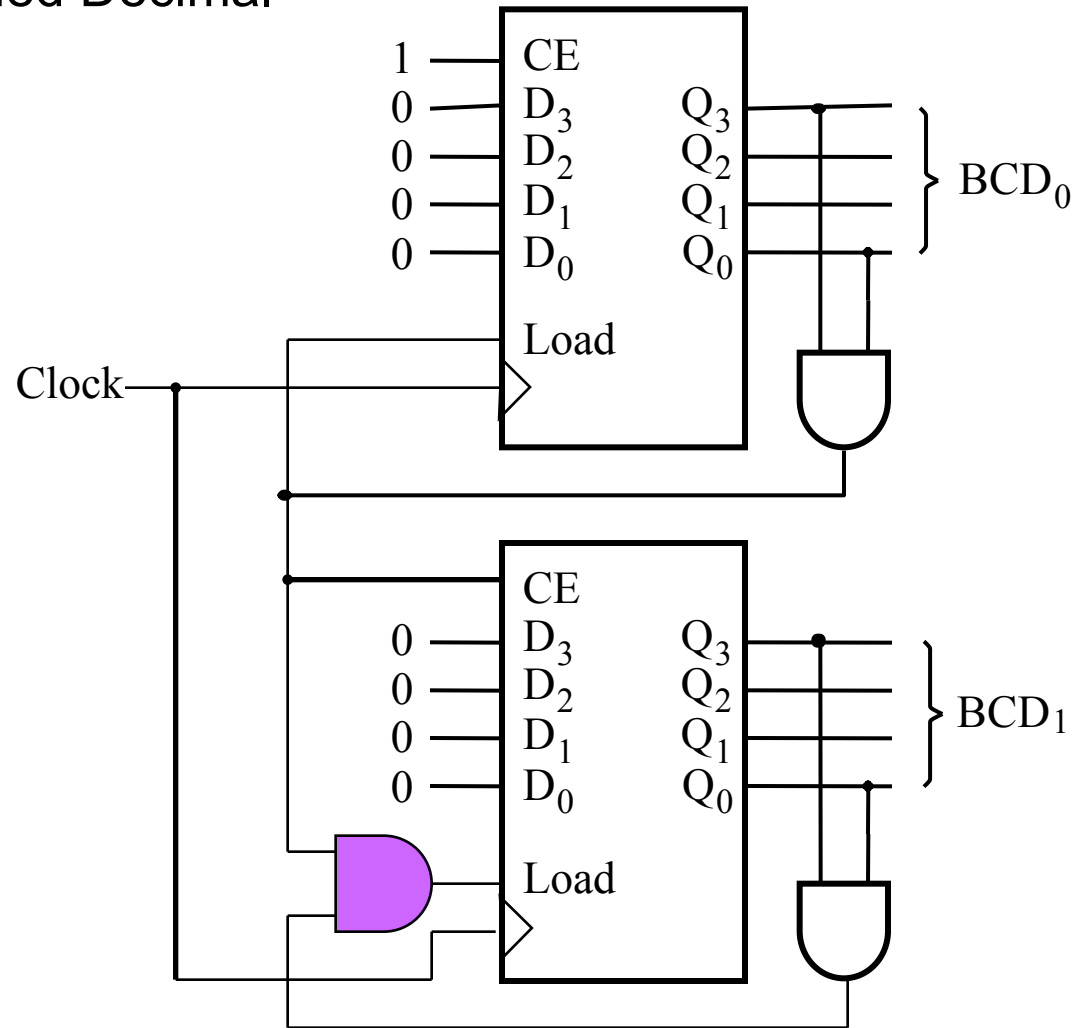 Decimal
1 CE
0 D3 Q3
0 D2 Q2
0 D1 Q1
0 D0 Q0
BCD0
Load
Clock
CE
0 D3 Q3
0 D2 Q2
0 D1 Q1
0 D0 Q0
BCD1
Load